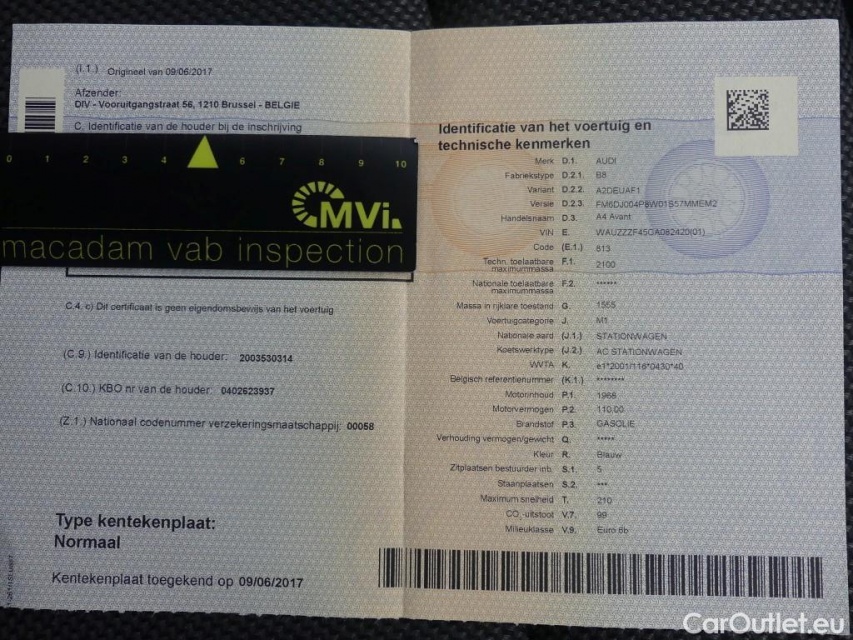 (I.1.) Origineel van 09/06/2017
Afzender:
DIV - Vooruitgangstraat 56, 1210 Brussel - BELGIE
C. Identificatie van de houder bij de inschrijving
0 1 2 3 4 6 7 8 9 10
MVi.
macadam vab inspection
C.4. c) Dit certificaat is geen eigendomsbewijs van het voertuig
(C.9.) Identificatie van de houder: 2003530314
(C.10.) KBO nr van de houder: 0402623937
(Z.1.) Nationaal codenummer verzekeringsmaatschappij: 00058
Type kentekenplaat:
Normaal
Kentekenplaat toegekend op 09/06/2017
Identificatie van het voertuig en
technische kenmerken
Merk D.1. AUDI
Fabriekstype D.2.1. B8
Variant D.2.2. A2DEUAF1
Versie D.2.3. FM6DJ004P8W01S57MMEM2
Handelsnaam D.3. A4 Avant
VIN E. WAUZZZF45GA082420(01)
Code (E.1.) 813
Techn. toelaatbare maximummassa F.1. 2100
Nationale toelaatbare maximummassa F.2. ******
Massa in rijklare toestand G. 1565
Voertuigcategorie J. M1
Nationale aard (J.1.) STATIONWAGEN
Koetswerktype (J.2.) AC STATIONWAGEN
WVTA K. e1*2001/116*0430*40
Belgisch referentienummer (K.1.) ********
Motorinhoud P.1. 1968
Motorvermogen P.2. 110.00
Brandstof P.3. GASOLIE
Verhouding vermogen/gewicht Q. *****
Kleur R. Blauw
Zitplaatsen bestuurder inb. S.1. 5
Staanplaatsen S.2. ***
Maximum snelheid T. 210
CO₂-uitstoot V.7. 99
Milieuklasse V.9. Euro 6b
CarOutlet.eu